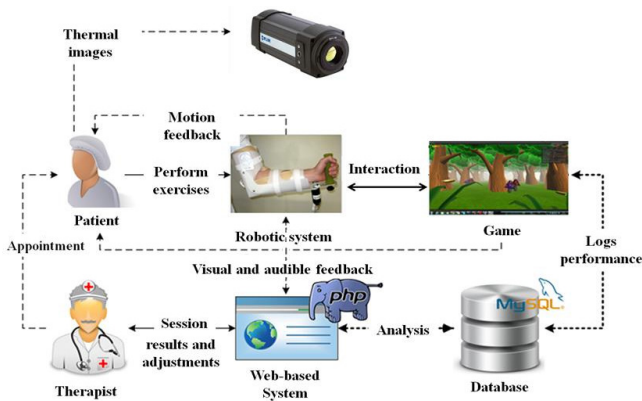 Thermal
images
Motion
feedback
Perform
exercises
Interaction
Patient
Robotic system
Game
Appointment
Logs
performance
Visual and audible feedback
php
MySQL
Session
results and
adjustments
Analysis
Therapist
Web-based
System
Database